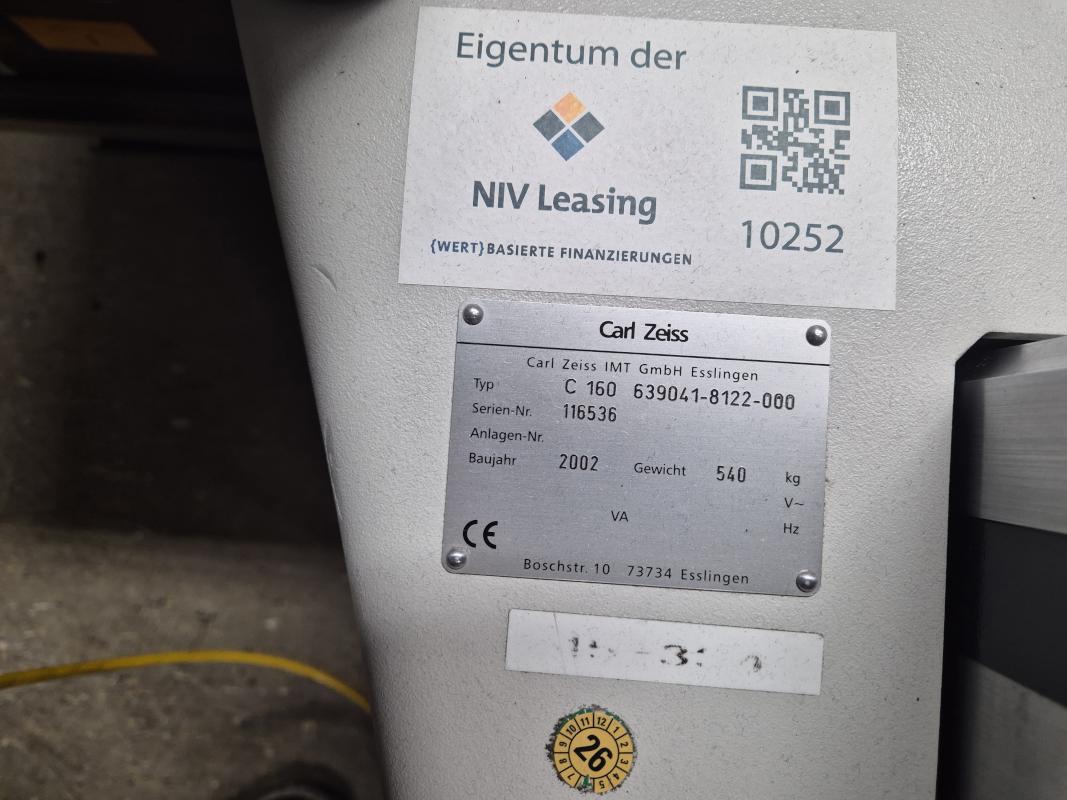 Eigentum der
NIV Leasing
{WERT}BASIERTE FINANZIERUNGEN
10252
Carl Zeiss
Carl Zeiss IMT GmbH Esslingen
Typ C 160 639041-8122-000
Serien-Nr. 116536
Anlagen-Nr.
Baujahr 2002 Gewicht 540 kg
V~
VA Hz
CE
Boschstr. 10 73734 Esslingen
26